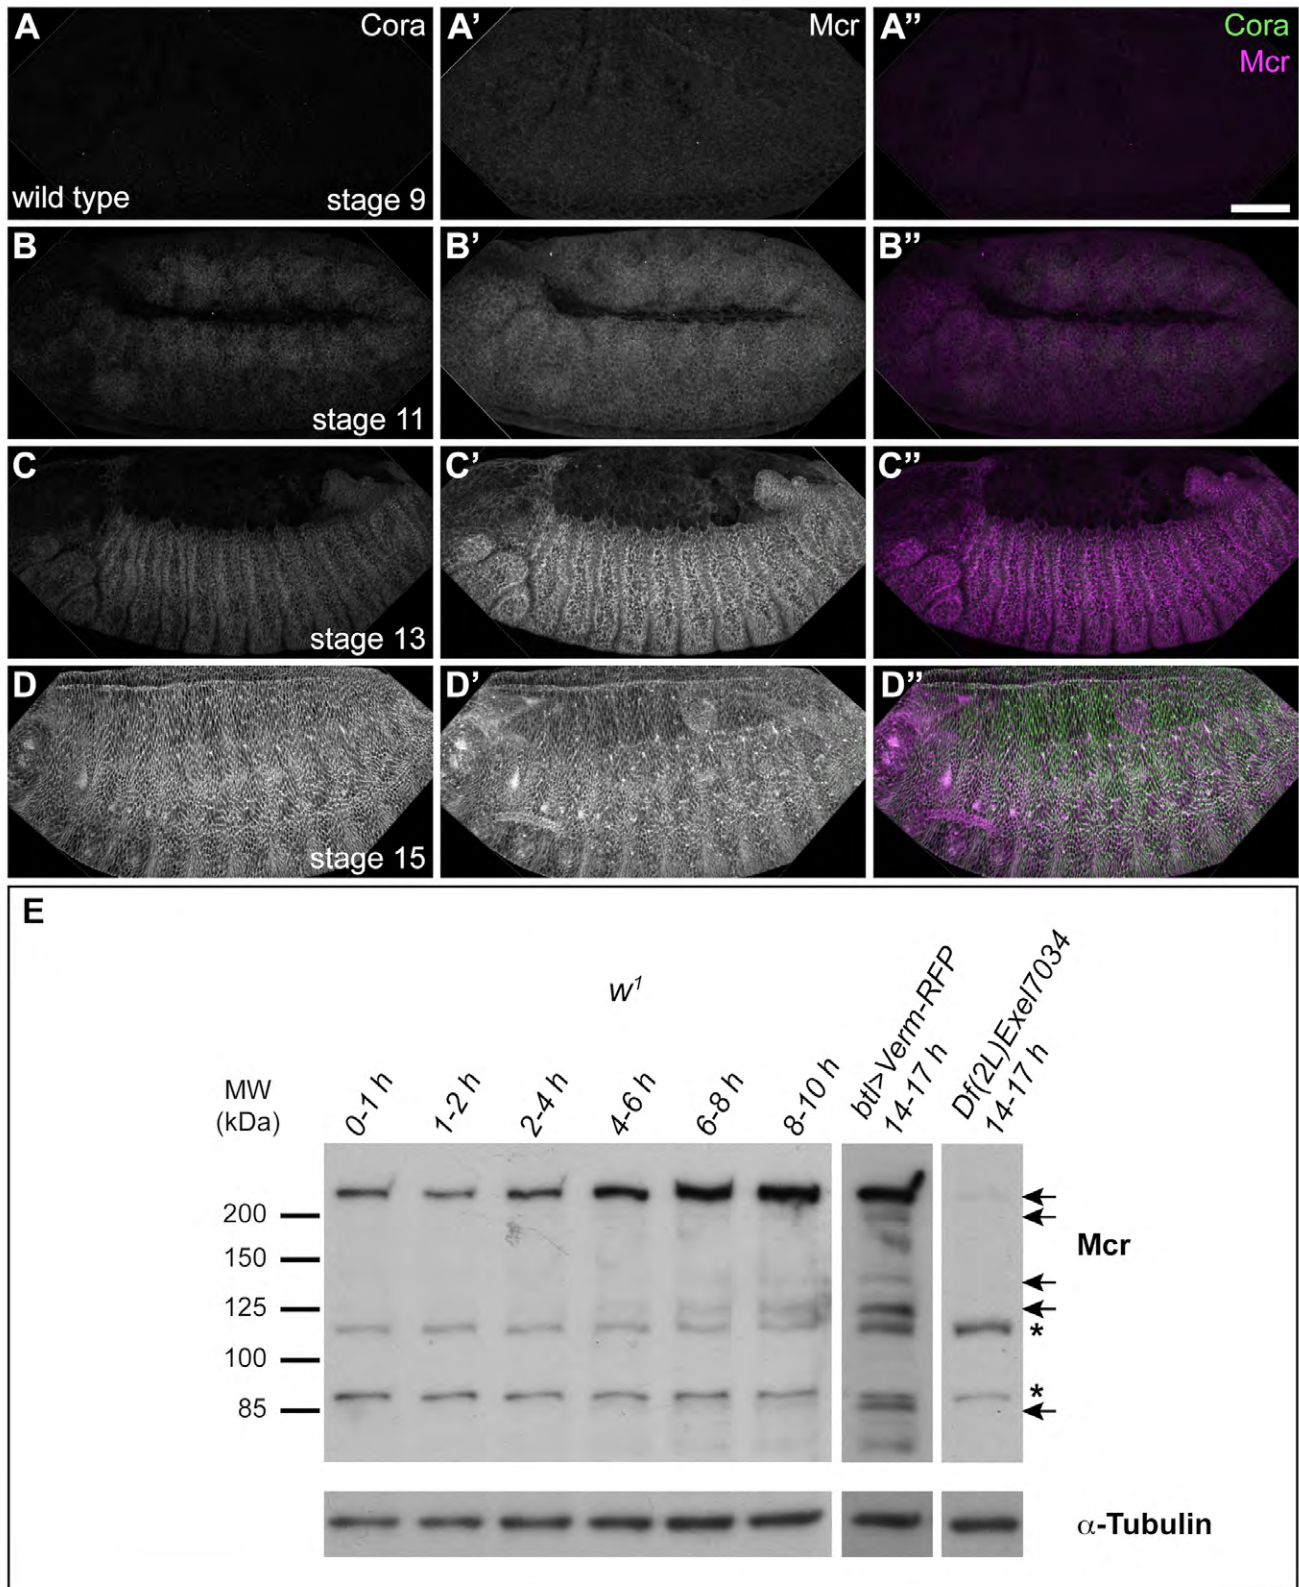 A Cora
wild type stage 9
A' Mcr
A" Cora
Mcr
B
stage 11
B'
B"
C
stage 13
C'
C"
D
stage 15
D'
D"
E
w1
MW
(kDa)
0-1 h
1-2 h
2-4 h
4-6 h
6-8 h
8-10 h
btl>Verm-RFP
14-17 h
Df(2L)Exel7034
14-17 h
200
150
125
100
85
Mcr
*
*
α-Tubulin